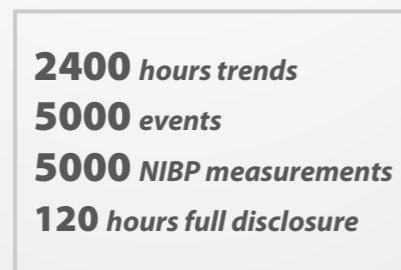 2400 hours trends
5000 events
5000 NIBP measurements
120 hours full disclosure